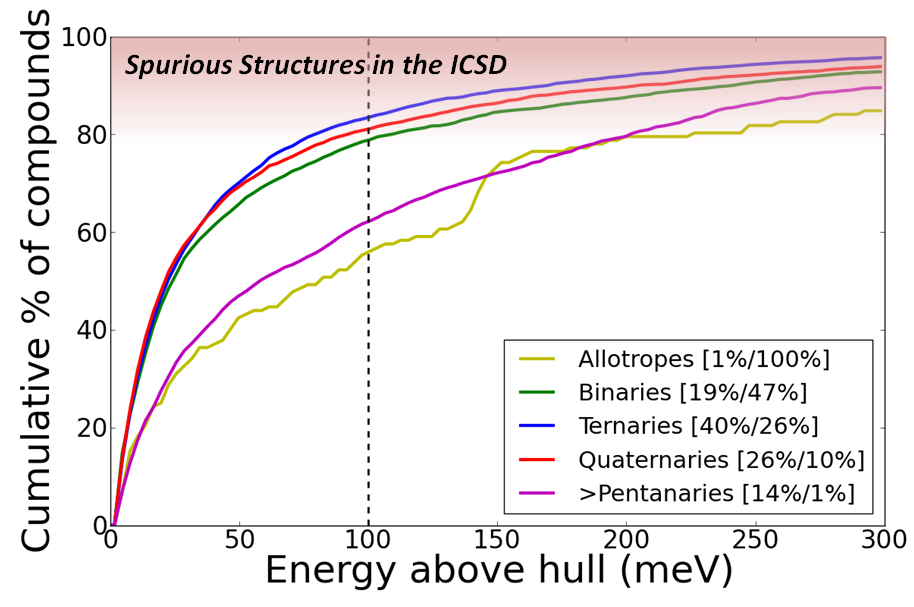 Spurious Structures in the ICSD
Cumulative % of compounds
100
80
60
40
20
0
0 50 100 150 200 250 300
Energy above hull (meV)
Allotropes [1%/100%]
Binaries [19%/47%]
Ternaries [40%/26%]
Quaternaries [26%/10%]
>Pentanaries [14%/1%]